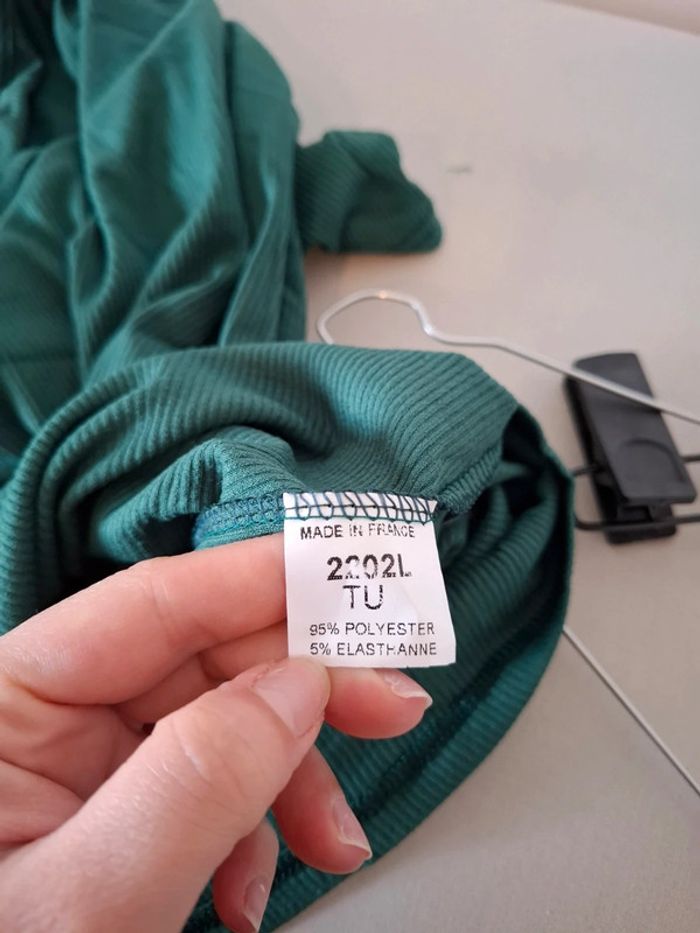 MADE IN FRANCE
2202L
TU
95% POLYESTER
5% ELASTHANNE